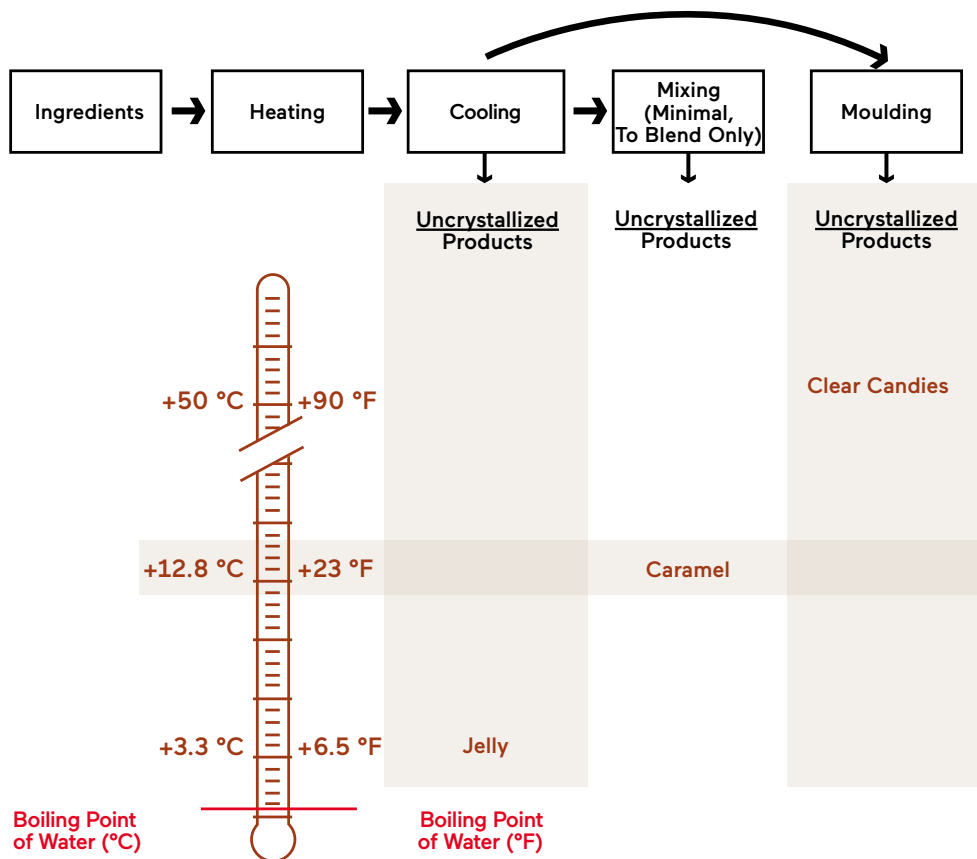 Ingredients
Heating
Cooling
Mixing
(Minimal,
To Blend Only)
Moulding
Uncrystallized
Products
Uncrystallized
Products
Uncrystallized
Products
Clear Candies
+50 °C
+90 °F
+12.8 °C
+23 °F
Caramel
+3.3 °C
+6.5 °F
Jelly
Boiling Point
of Water (°C)
Boiling Point
of Water (°F)